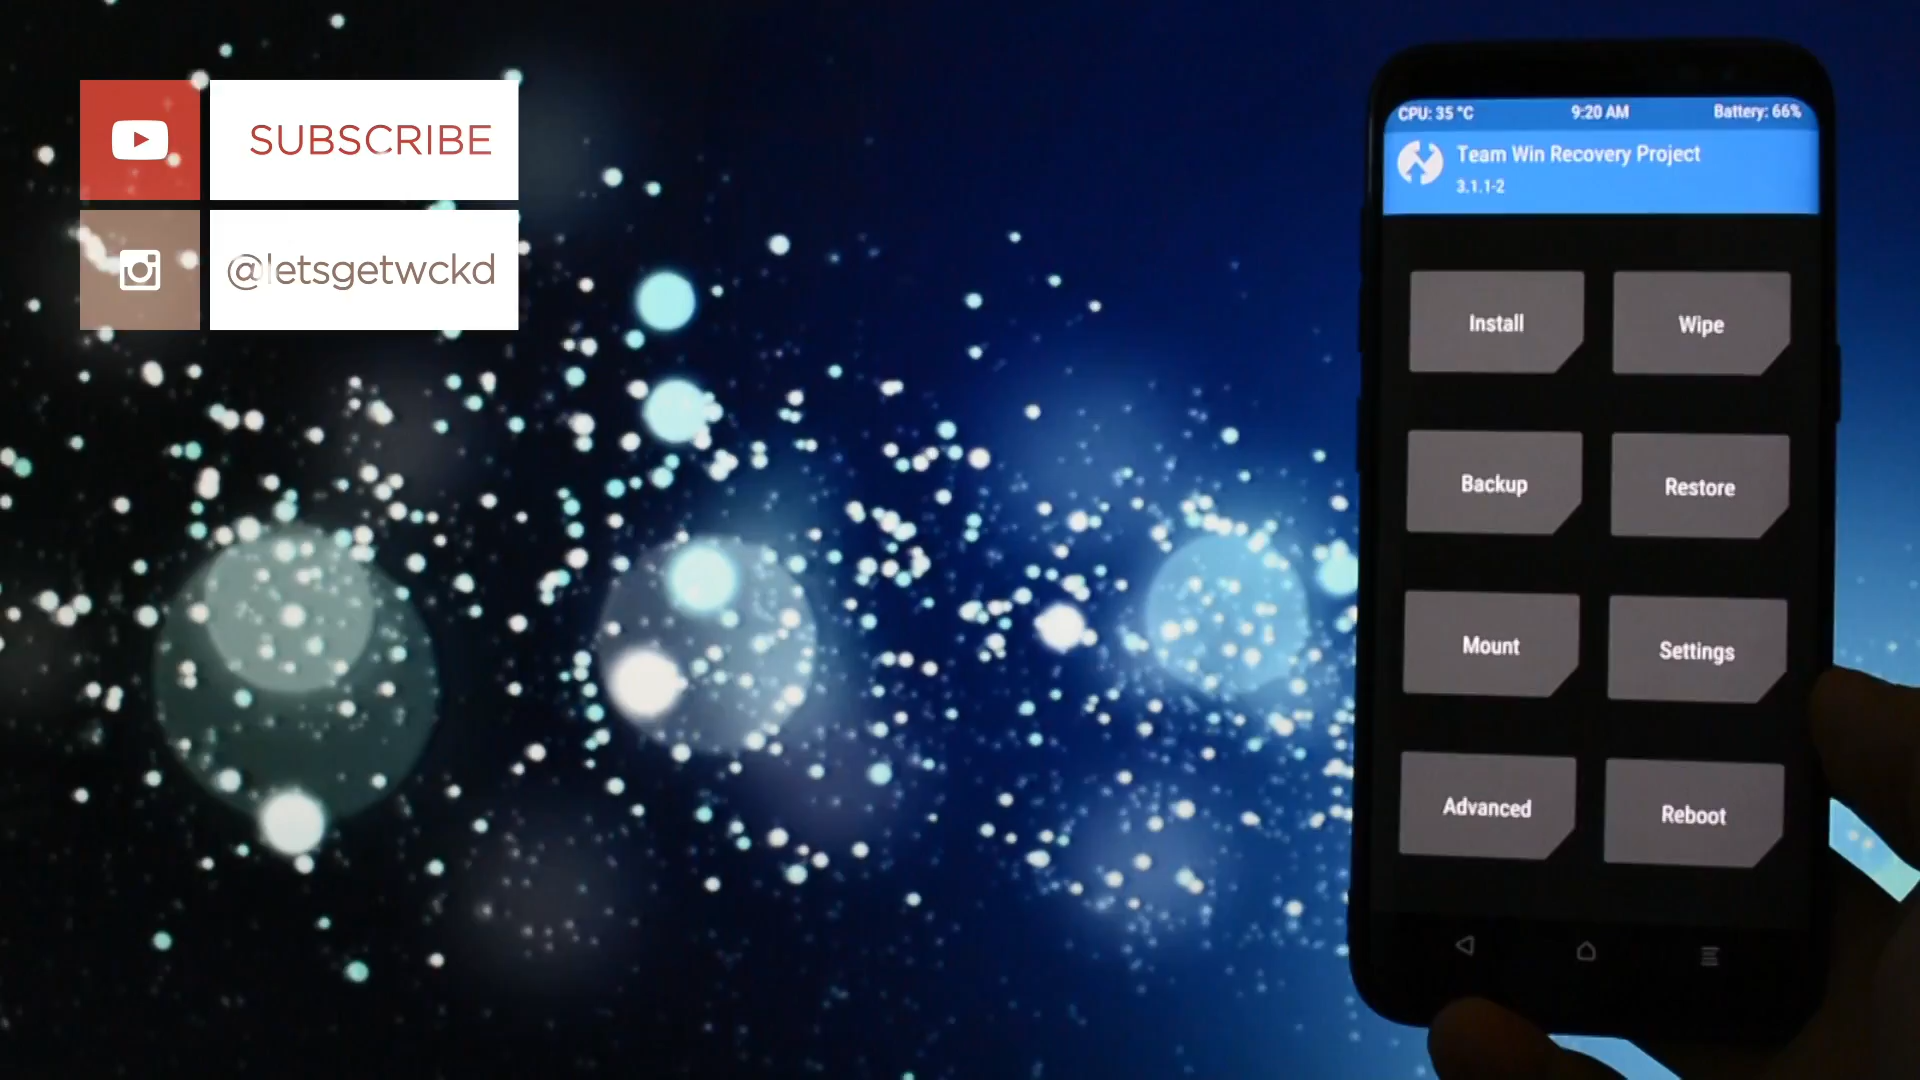 SUBSCRIBE
@letsgetwckd
CPU: 35 °C
9:20 AM
Battery: 66%
Team Win Recovery Project
3.1.1-2
Install
Wipe
Backup
Restore
Mount
Settings
Advanced
Reboot